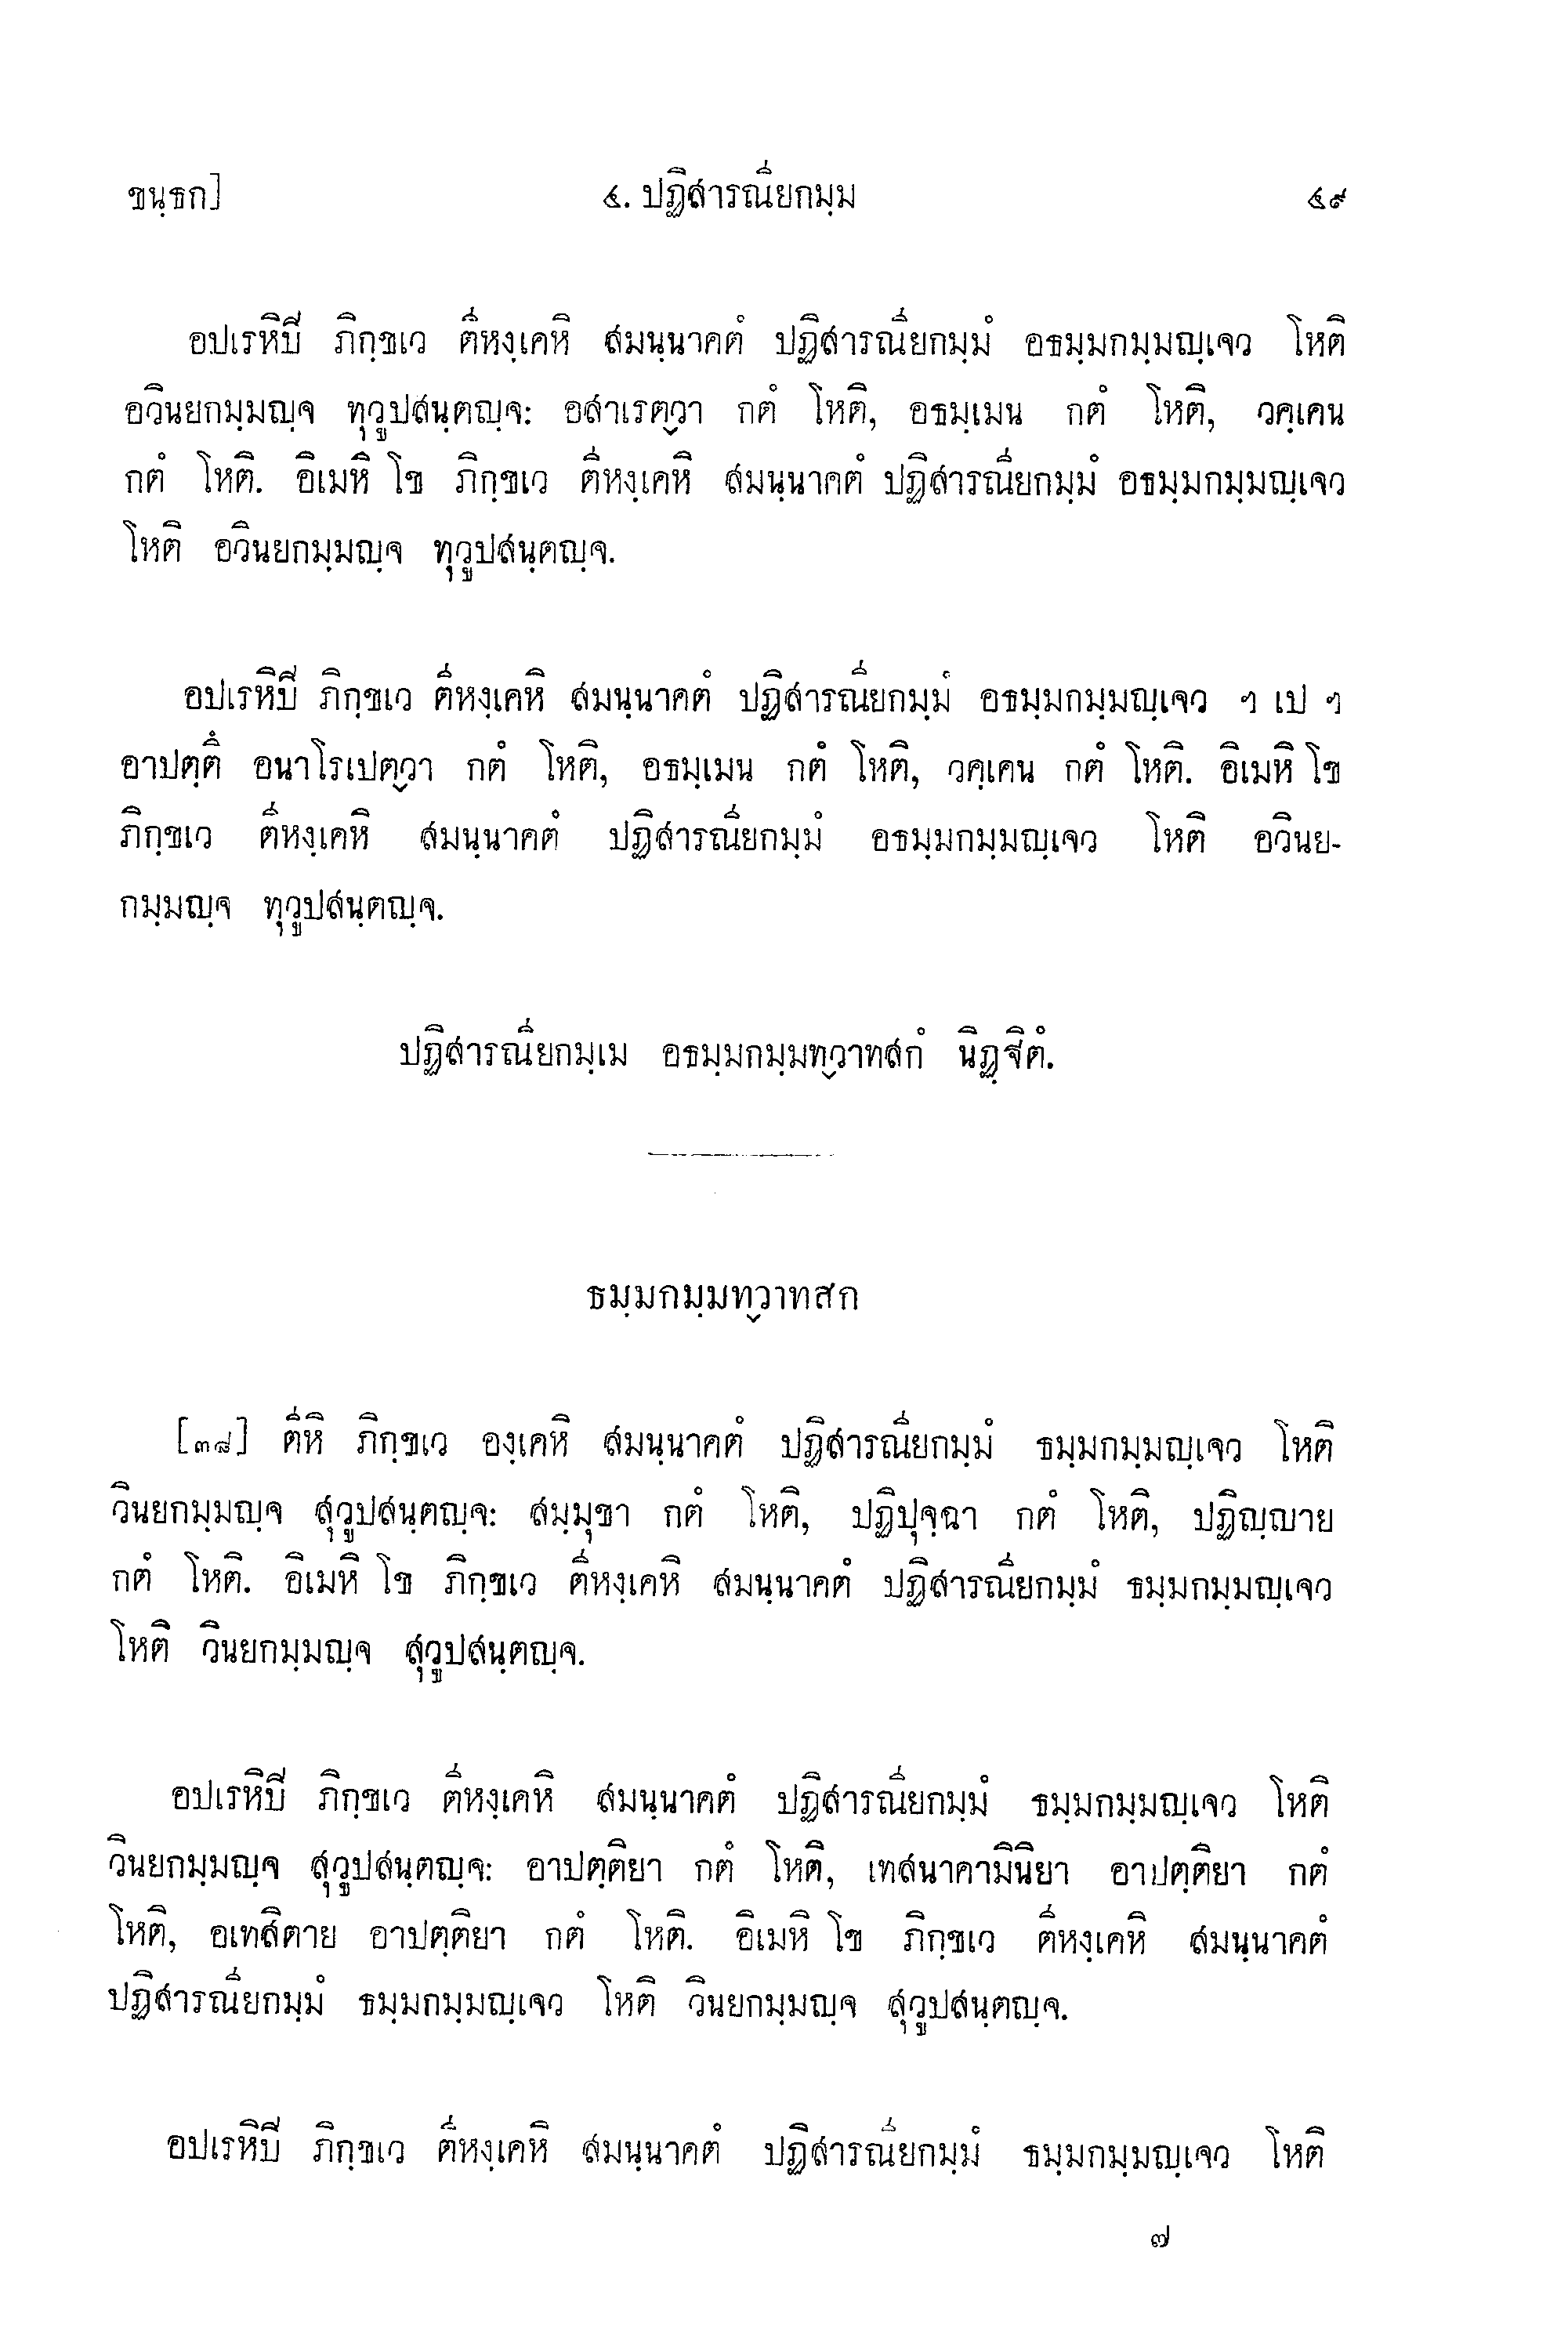 ขนฺธก] ๔. ปฏิสารณียกมฺม ๔๙
อปเรหิปิ ภิกฺขเว ตีหงฺเคหิ สมนฺนาคตํ ปฏิสารณียกมฺมํ อธมฺมกมฺมญฺเจว โหติ
อวินยกมฺมญฺจ ทุวูปสนฺตญฺจ: อสาเรตฺวา กตํ โหติ, อธมฺเมน กตํ โหติ, วคฺเคน
กตํ โหติ. อิเมหิ โข ภิกฺขเว ตีหงฺเคหิ สมนฺนาคตํ ปฏิสารณียกมฺมํ อธมฺมกมฺมญฺเจว
โหติ อวินยกมฺมญฺจ ทุวูปสนฺตญฺจ.
อปเรหิปิ ภิกฺขเว ตีหงฺเคหิ สมนฺนาคตํ ปฏิสารณียกมฺมํ อธมฺมกมฺมญฺเจว ฯ เป ฯ
อาปตฺตึ อนาโรเปตฺวา กตํ โหติ, อธมฺเมน กตํ โหติ, วคฺเคน กตํ โหติ. อิเมหิ โข
ภิกฺขเว ตีหงฺเคหิ สมนฺนาคตํ ปฏิสารณียกมฺมํ อธมฺมกมฺมญฺเจว โหติ อวินย-
กมฺมญฺจ ทุวูปสนฺตญฺจ.
ปฏิสารณียกมฺเม อธมฺมกมฺมทฺวาทสกํ นิฏฺฐิตํ.
ธมฺมกมฺมทฺวาทสก
[๓๘] ตีหิ ภิกฺขเว องฺเคหิ สมนฺนาคตํ ปฏิสารณียกมฺมํ ธมฺมกมฺมญฺเจว โหติ
วินยกมฺมญฺจ สุวูปสนฺตญฺจ: สมฺมุขา กตํ โหติ, ปฏิปุจฺฉา กตํ โหติ, ปฏิญฺญาย
กตํ โหติ. อิเมหิ โข ภิกฺขเว ตีหงฺเคหิ สมนฺนาคตํ ปฏิสารณียกมฺมํ ธมฺมกมฺมญฺเจว
โหติ วินยกมฺมญฺจ สุวูปสนฺตญฺจ.
อปเรหิปิ ภิกฺขเว ตีหงฺเคหิ สมนฺนาคตํ ปฏิสารณียกมฺมํ ธมฺมกมฺมญฺเจว โหติ
วินยกมฺมญฺจ สุวูปสนฺตญฺจ: อาปตฺติยา กตํ โหติ, เทสนาคามินิยา อาปตฺติยา กตํ
โหติ, อเทสิตาย อาปตฺติยา กตํ โหติ. อิเมหิ โข ภิกฺขเว ตีหงฺเคหิ สมนฺนาคตํ
ปฏิสารณียกมฺมํ ธมฺมกมฺมญฺเจว โหติ วินยกมฺมญฺจ สุวูปสนฺตญฺจ.
อปเรหิปิ ภิกฺขเว ตีหงฺเคหิ สมนฺนาคตํ ปฏิสารณียกมฺมํ ธมฺมกมฺมญฺเจว โหติ
๗